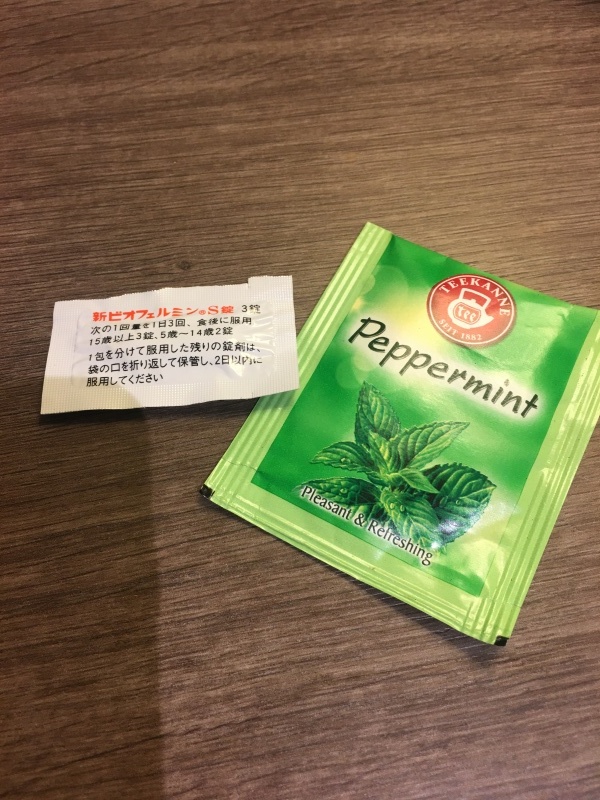 新ビオフェルミン®S錠 3錠
次の1回量を1日3回、食後に服用
15歳以上3錠、5歳〜14歳2錠
1包を分けて服用した残りの錠剤は、
袋の口を折り返して保管し、2日以内に
服用してください
TEEKANNE
tee
SEIT 1882
Peppermint
Pleasant & Refreshing